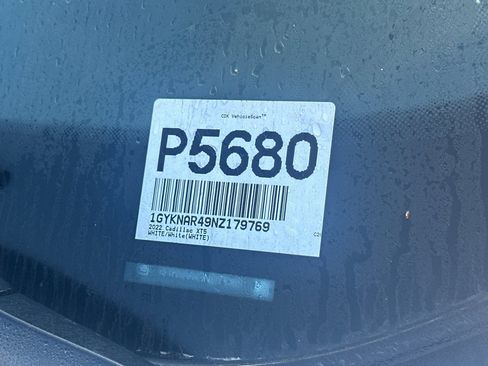 CDK VehicleScan™
P5680
1GYKNAR49NZ179769
2022 Cadillac XT5
WHITE/White(WHITE)